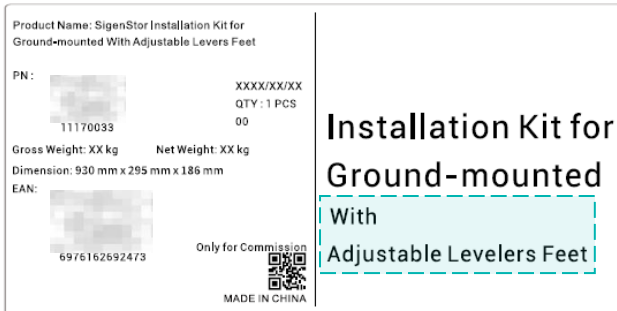 Product Name: SigenStor Installation Kit for
Ground-mounted With Adjustable Levers Feet
PN:
XXXX/XX/XX
QTY: 1 PCS
11170033
00
Gross Weight: XX kg Net Weight: XX kg
Dimension: 930 mm x 295 mm x 186 mm
EAN:
6976162692473
Only for Commission
MADE IN CHINA
Installation Kit for
Ground-mounted
With
Adjustable Levelers Feet